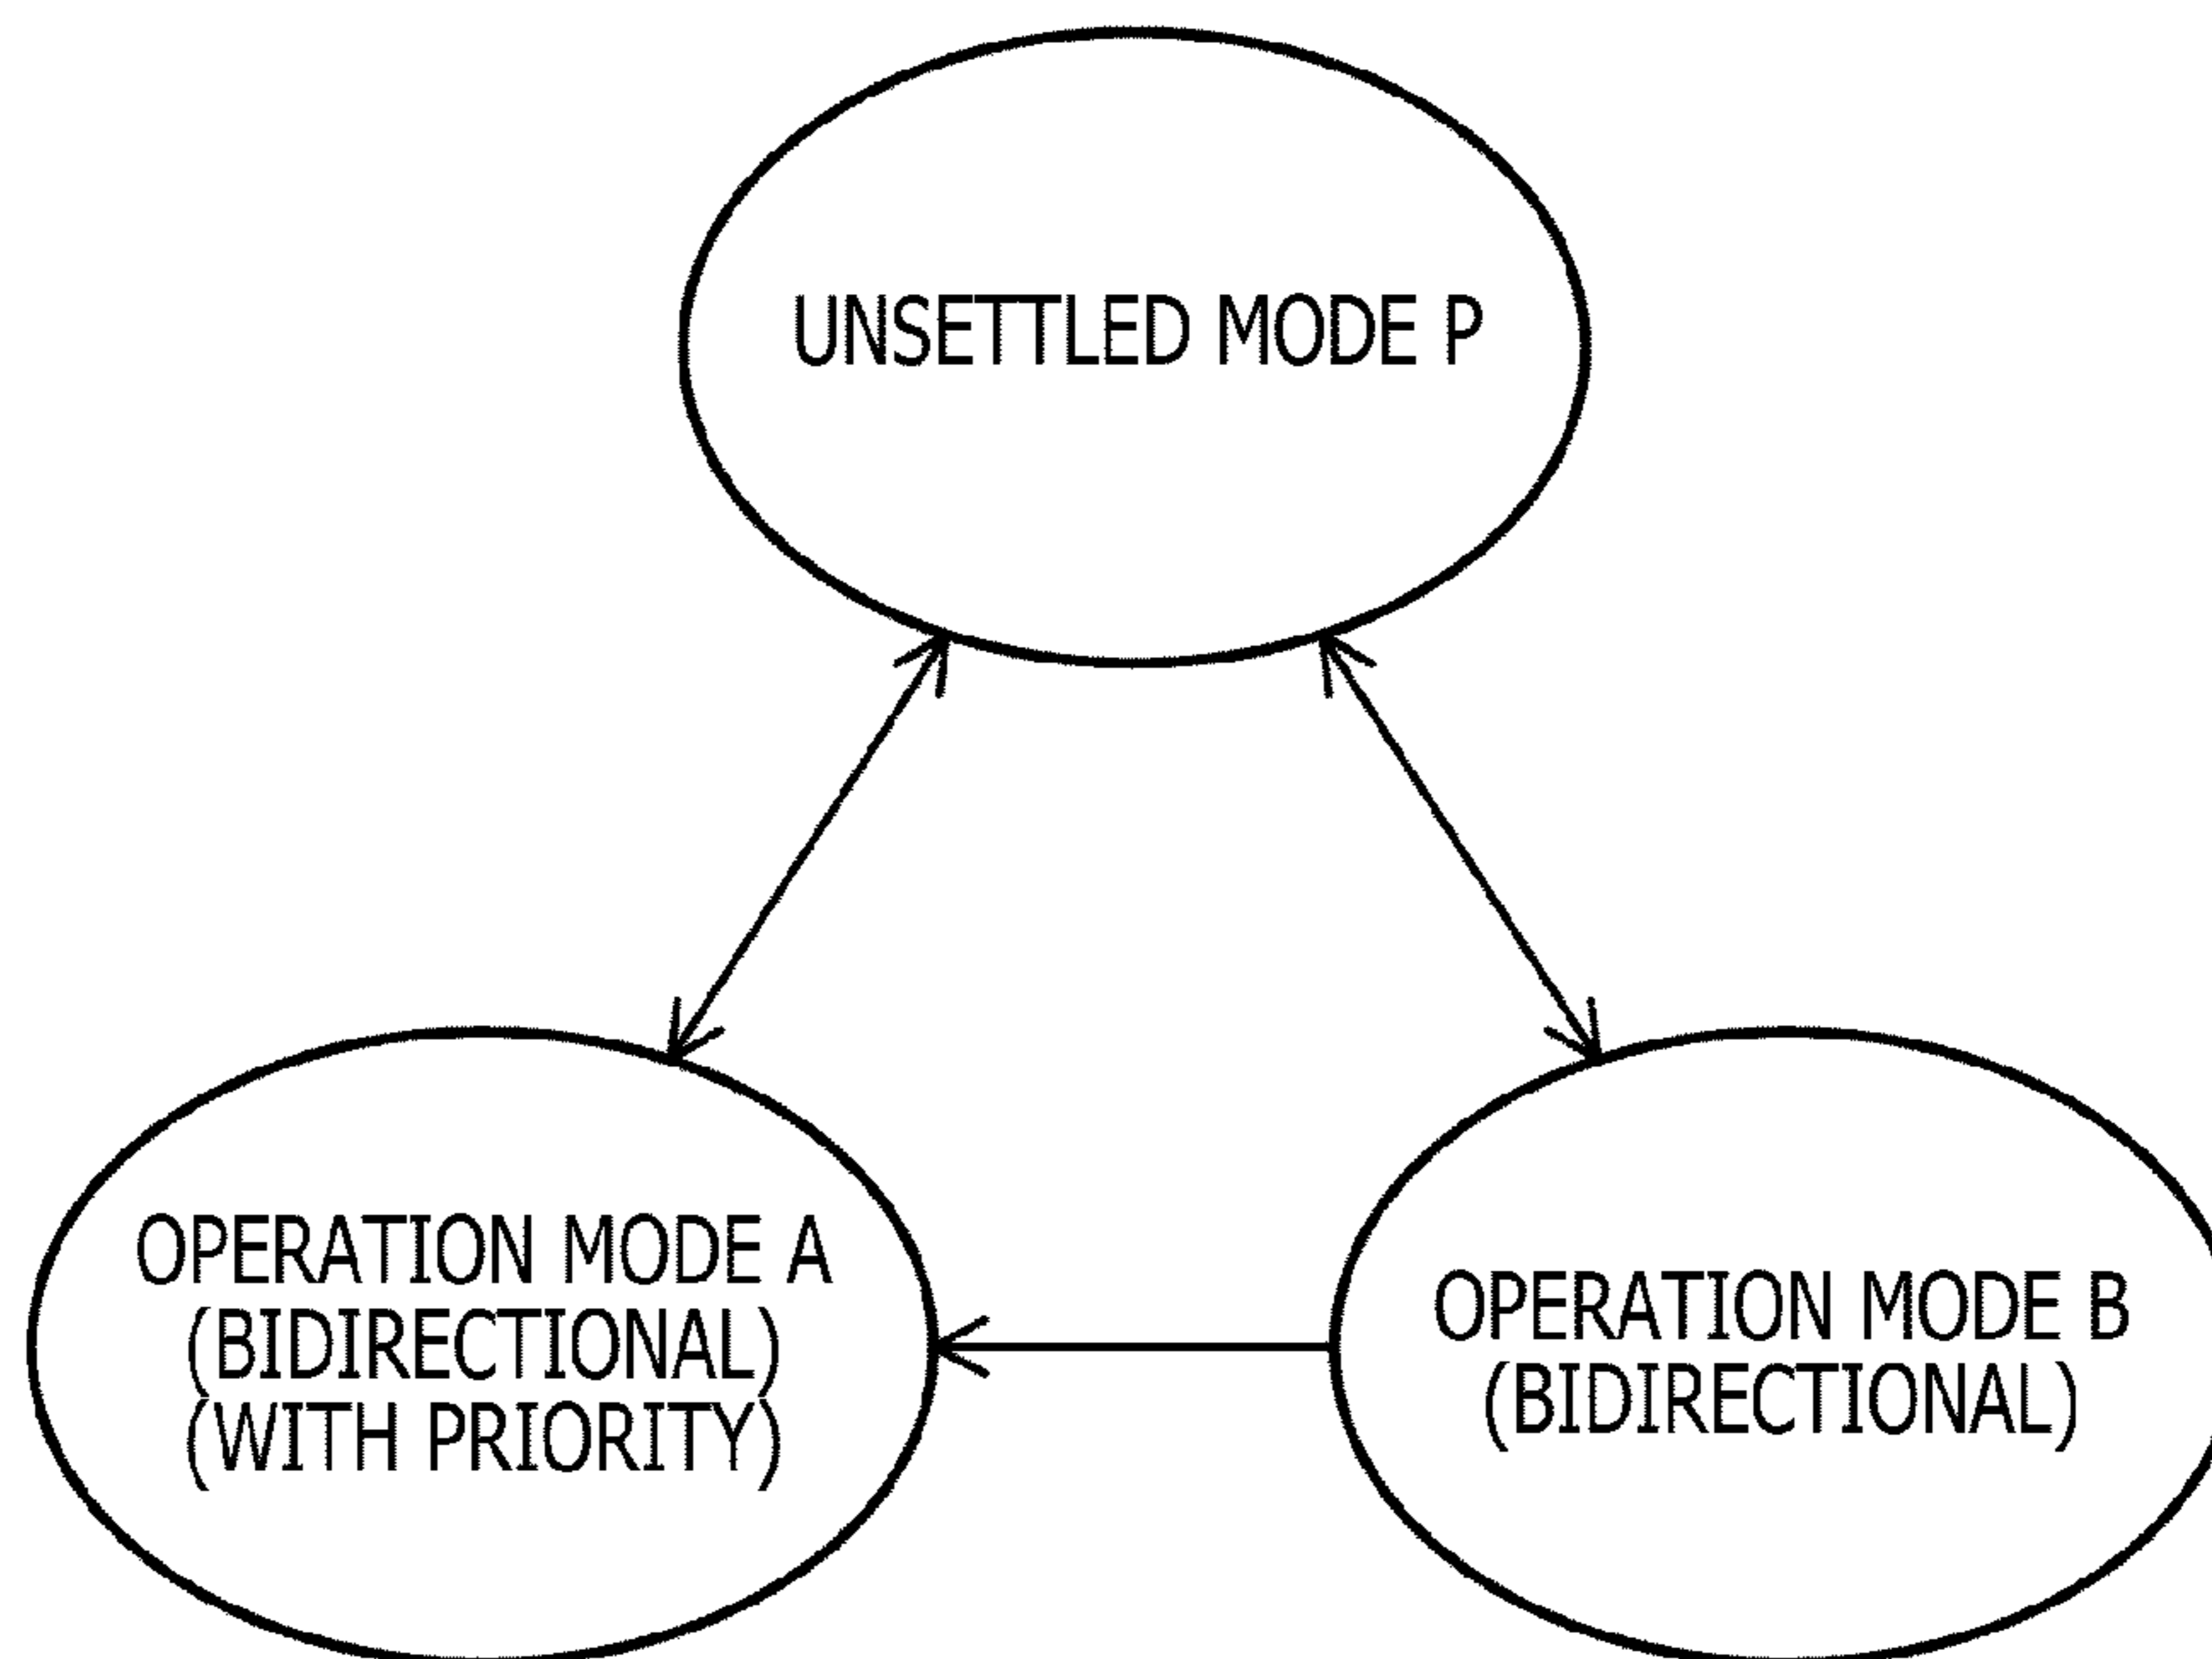 UNSETTLED MODE P
OPERATION MODE A
(BIDIRECTIONAL)
(WITH PRIORITY)
OPERATION MODE B
(BIDIRECTIONAL)